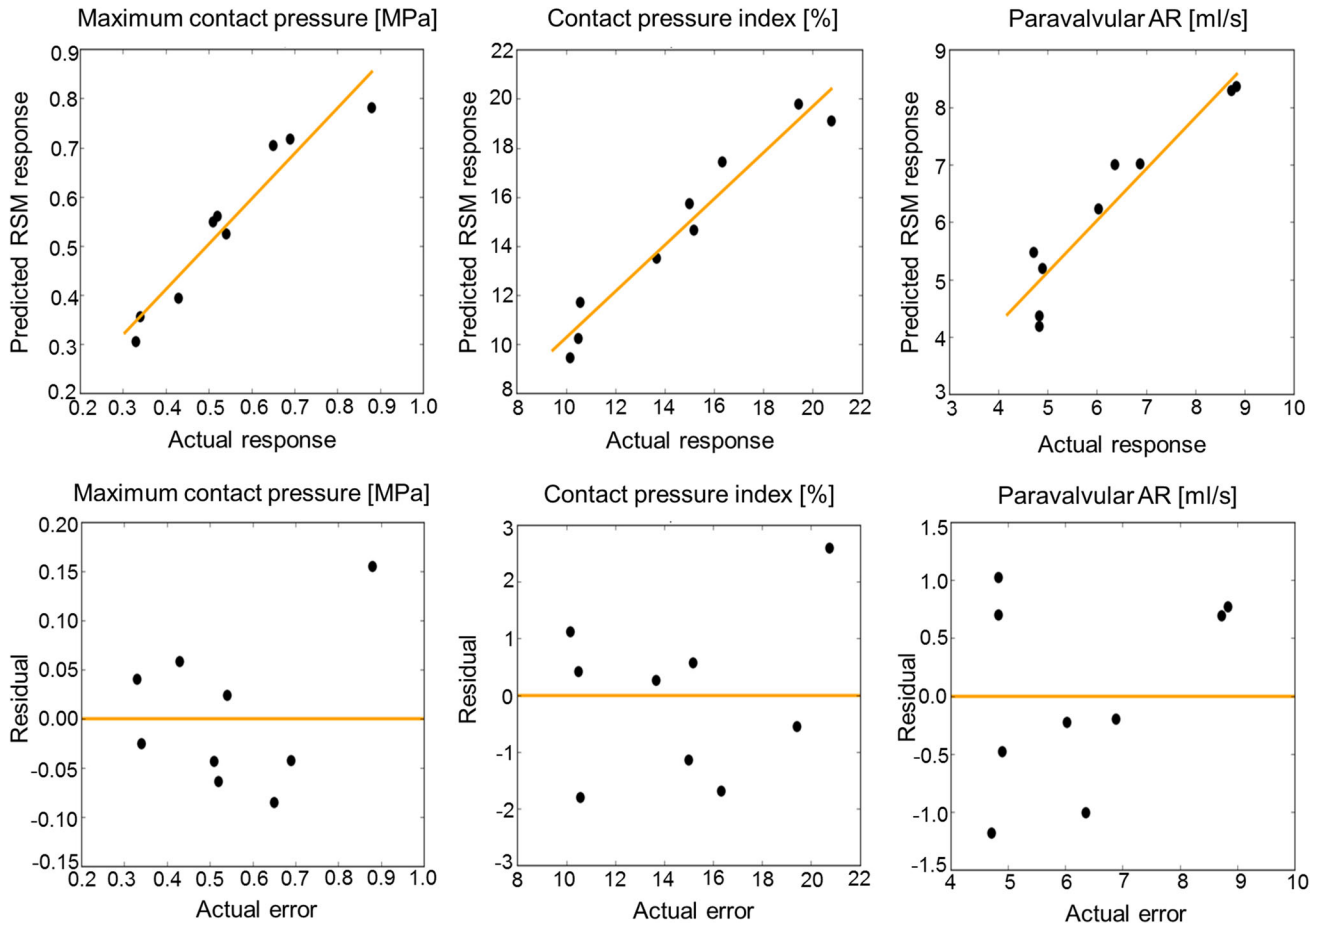 Maximum contact pressure [MPa]
Predicted RSM response
0.9
0.8
0.7
0.6
0.5
0.4
0.3
0.2
0.2 0.3 0.4 0.5 0.6 0.7 0.8 0.9 1.0
Actual response
Contact pressure index [%]
Predicted RSM response
22
20
18
16
14
12
10
8
8 10 12 14 16 18 20 22
Actual response
Paravalvular AR [ml/s]
Predicted RSM response
9
8
7
6
5
4
3
3 4 5 6 7 8 9 10
Actual response
Maximum contact pressure [MPa]
Residual
0.20
0.15
0.10
0.05
0.00
-0.05
-0.10
-0.15
0.2 0.3 0.4 0.5 0.6 0.7 0.8 0.9 1.0
Actual error
Contact pressure index [%]
Residual
3
2
1
0
-1
-2
-3
8 10 12 14 16 18 20 22
Actual error
Paravalvular AR [ml/s]
Residual
1.5
1.0
0.5
0.0
-0.5
-1.0
-1.5
4 5 6 7 8 9 10
Actual error